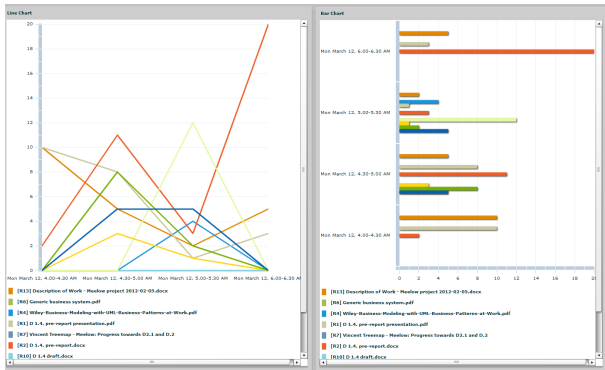 Line Chart
20
18
16
14
12
10
8
6
4
2
0
Mon March 12, 4.00-4.30 AM Mon March 12, 4.30-5.00 AM Mon March 12, 5.00-5.30 AM Mon March 12, 6.00-6.30 AM
[R13] Description of Work - Meelow project 2012-02-05.docx
[R6] Generic business system.pdf
[R4] Wiley-Business-Modeling-with-UML-Business-Patterns-at-Work.pdf
[R1] D 1.4. pre-report presentation.pdf
[R7] Vincent Treemap - Meelow: Progress towards D2.1 and D.2
[R2] D 1.4. pre-report.docx
[R10] D 1.4 draft.docx
Bar Chart
Mon March 12, 6.00-6.30 AM
Mon March 12, 5.00-5.30 AM
Mon March 12, 4.30-5.00 AM
Mon March 12, 4.00-4.30 AM
0 2 4 6 8 10 12 14 16 18 20
[R13] Description of Work - Meelow project 2012-02-05.docx
[R6] Generic business system.pdf
[R4] Wiley-Business-Modeling-with-UML-Business-Patterns-at-Work.pdf
[R1] D 1.4. pre-report presentation.pdf
[R7] Vincent Treemap - Meelow: Progress towards D2.1 and D.2
[R2] D 1.4. pre-report.docx
[R10] D 1.4 draft.docx